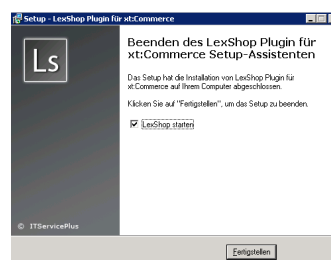 Setup - LexShop Plugin für xt:Commerce
Ls
Beenden des LexShop Plugin für
xt:Commerce Setup-Assistenten
Das Setup hat die Installation von LexShop Plugin für
xt:Commerce auf Ihrem Computer abgeschlossen.
Klicken Sie auf "Fertigstellen", um das Setup zu beenden.
LexShop starten
© ITServicePlus
Fertigstellen